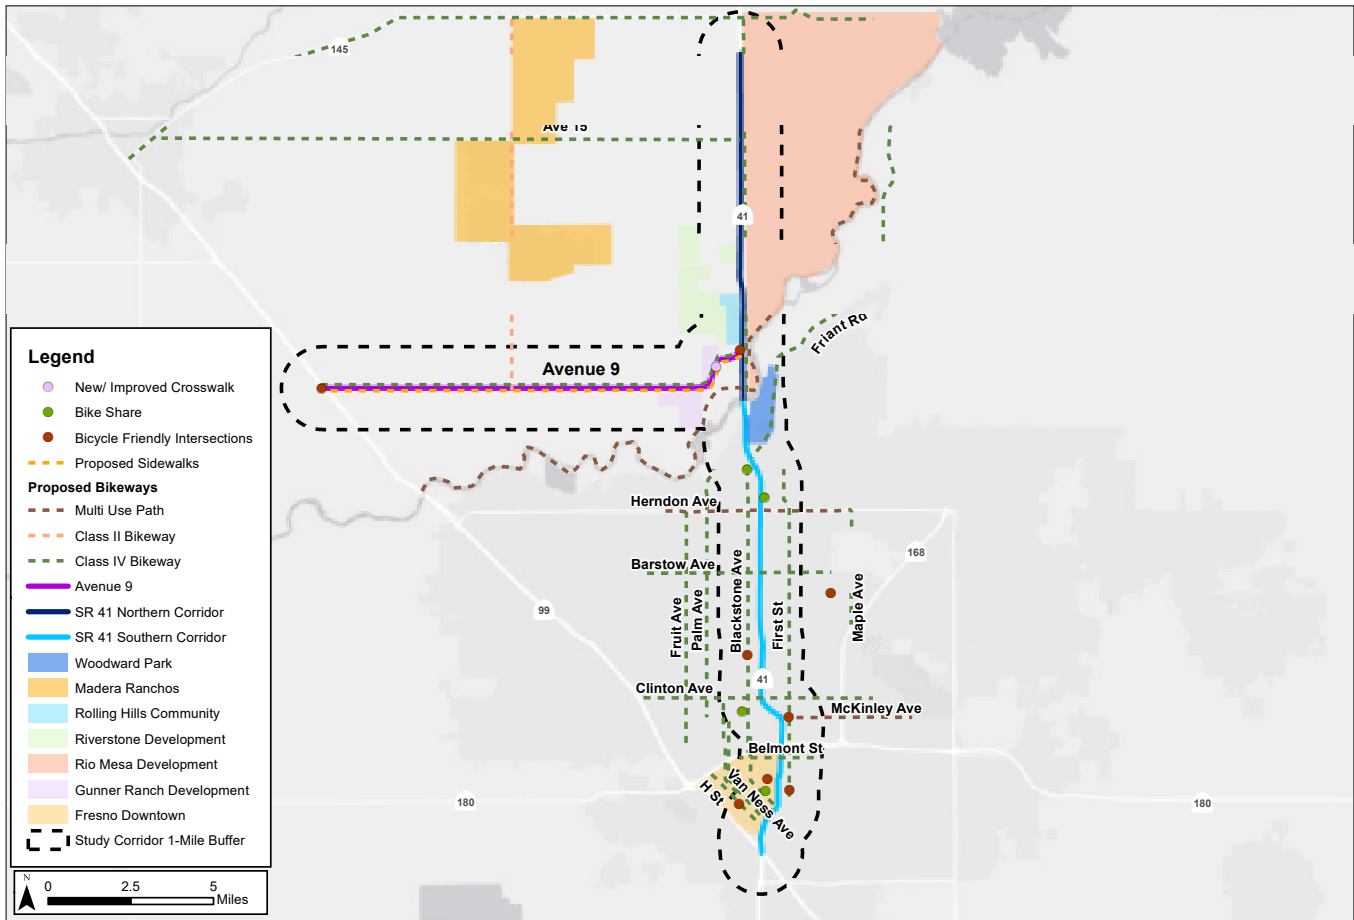 145
Ave 15
41
Friant Rd
Avenue 9
Herndon Ave
168
Barstow Ave
Blackstone Ave
Fruit Ave
Palm Ave
First St
Maple Ave
99
41
Clinton Ave
McKinley Ave
Belmont St
Van Ness Ave
H St
180
180
Legend
New/ Improved Crosswalk
Bike Share
Bicycle Friendly Intersections
Proposed Sidewalks
Proposed Bikeways
Multi Use Path
Class II Bikeway
Class IV Bikeway
Avenue 9
SR 41 Northern Corridor
SR 41 Southern Corridor
Woodward Park
Madera Ranchos
Rolling Hills Community
Riverstone Development
Rio Mesa Development
Gunner Ranch Development
Fresno Downtown
Study Corridor 1-Mile Buffer
N
0 2.5 5
Miles